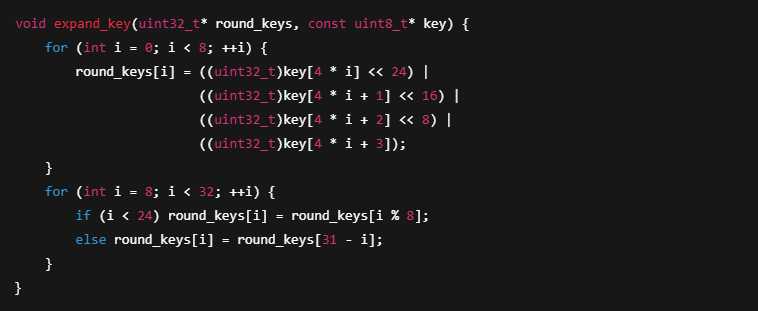 void expand_key(uint32_t* round_keys, const uint8_t* key) {
    for (int i = 0; i < 8; ++i) {
        round_keys[i] = ((uint32_t)key[4 * i] << 24) |
                        ((uint32_t)key[4 * i + 1] << 16) |
                        ((uint32_t)key[4 * i + 2] << 8) |
                        ((uint32_t)key[4 * i + 3]);
    }
    for (int i = 8; i < 32; ++i) {
        if (i < 24) round_keys[i] = round_keys[i % 8];
        else round_keys[i] = round_keys[31 - i];
    }
}